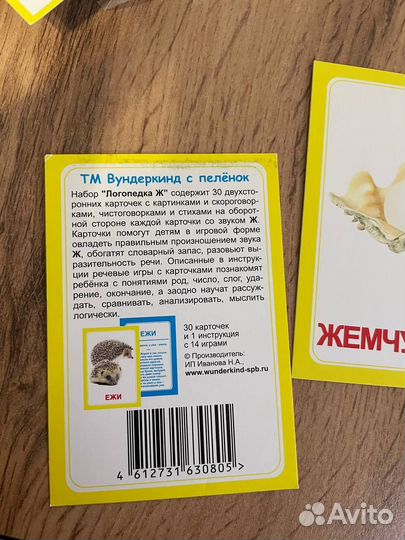 ТМ Вундеркинд с пелёнок
Набор "Логопедка Ж" содержит 30 двухсто-
ронних карточек с картинками и скороговор-
ками, чистоговорками и стихами на оборот-
ной стороне каждой карточки со звуком Ж.
Карточки помогут детям в игровой форме
овладеть правильным произношением звука
Ж, обогатят словарный запас, разовьют вы-
разительность речи. Описанные в инструк-
ции речевые игры с карточками познакомят
ребёнка с понятиями род, число, слог, уда-
рение, окончание, а заодно научат рассуж-
дать, сравнивать, анализировать, мыслить
логически.
ЕЖИ
ЕЖИ
30 карточек
и 1 инструкция
с 14 играми
© Производитель:
ИП Иванова Н.А.,
www.wunderkind-spb.ru
4 612731 630805 >
ЖЕМЧУ
Avito